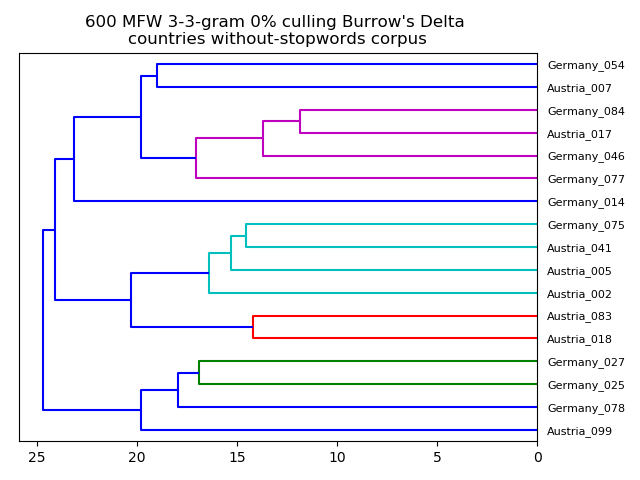 600 MFW 3-3-gram 0% culling Burrow's Delta
countries without-stopwords corpus
Germany_054
Austria_007
Germany_084
Austria_017
Germany_046
Germany_077
Germany_014
Germany_075
Austria_041
Austria_005
Austria_002
Austria_083
Austria_018
Germany_027
Germany_025
Germany_078
Austria_099
25 20 15 10 5 0